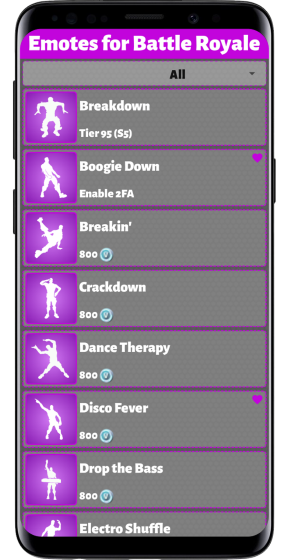 Emotes for Battle Royale
All
Breakdown
Tier 95 (S5)
Boogie Down
Enable 2FA
Breakin'
800
Crackdown
800
Dance Therapy
800
Disco Fever
800
Drop the Bass
800
Electro Shuffle